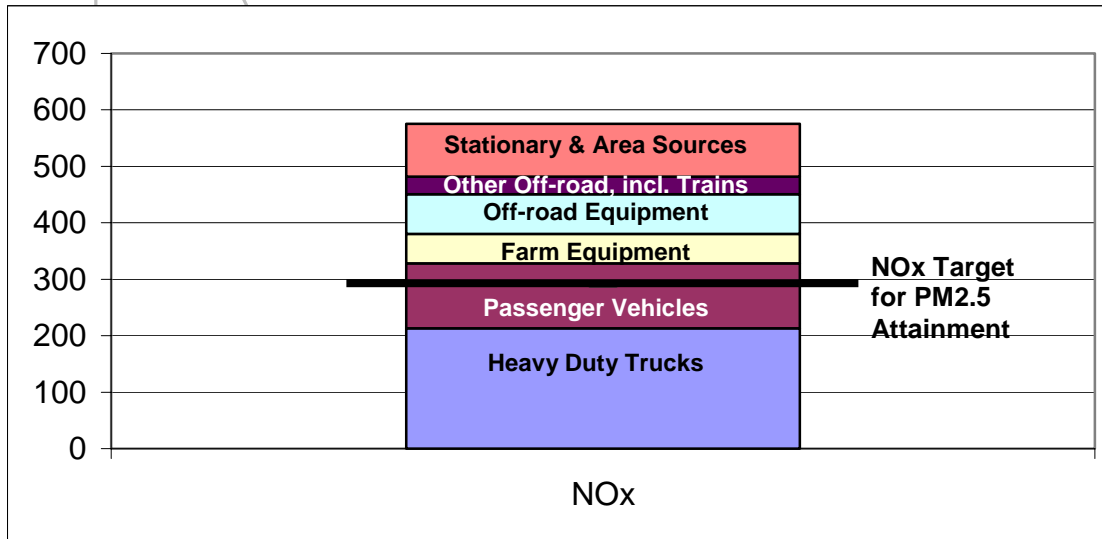 700
600
500
400
300
200
100
0
Stationary & Area Sources
Other Off-road, incl. Trains
Off-road Equipment
Farm Equipment
Passenger Vehicles
Heavy Duty Trucks
NOx Target
for PM2.5
Attainment
NOx